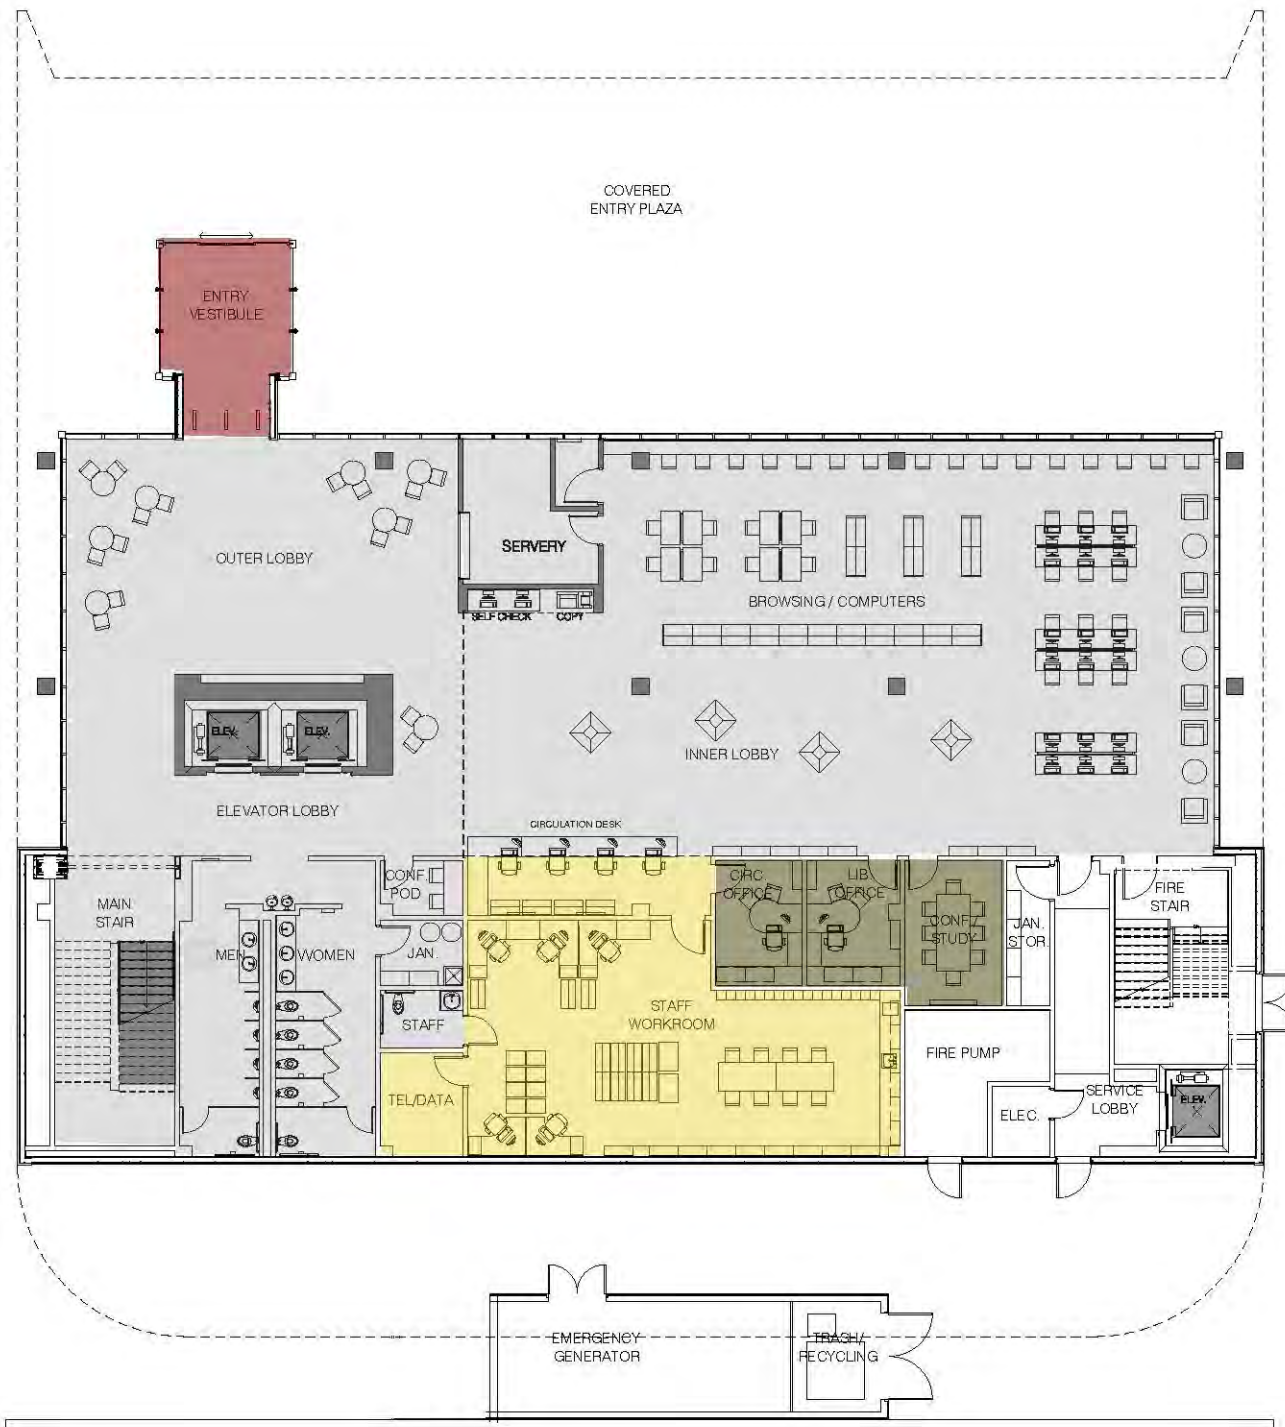 COVERED
ENTRY PLAZA
ENTRY
VESTIBULE
OUTER LOBBY
SERVERY
SELF CHECK
COPY
BROWSING / COMPUTERS
ELEV.
ELEV.
INNER LOBBY
ELEVATOR LOBBY
CIRCULATION DESK
MAIN
STAIR
CONF.
POD
CIRC
OFFICE
LIB
OFFICE
CONF./
STUDY
JAN.
STOR.
FIRE
STAIR
MEN
WOMEN
JAN.
STAFF
STAFF
WORKROOM
TEL/DATA
FIRE PUMP
ELEC.
SERVICE
LOBBY
ELEV.
EMERGENCY
GENERATOR
TRASH/
RECYCLING